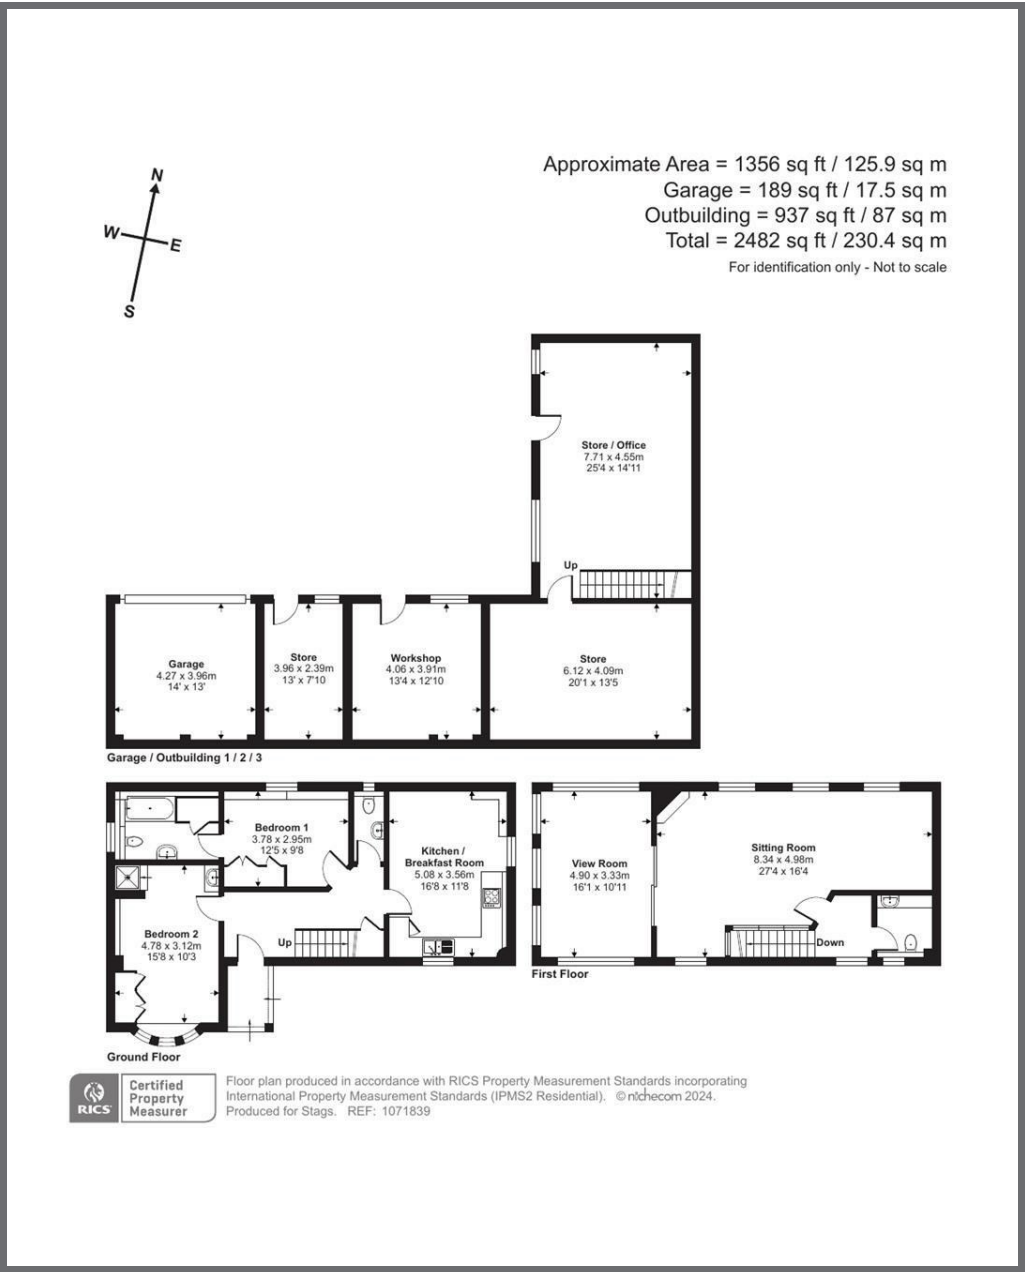 Approximate Area = 1356 sq ft / 125.9 sq m
Garage = 189 sq ft / 17.5 sq m
Outbuilding = 937 sq ft / 87 sq m
Total = 2482 sq ft / 230.4 sq m
For identification only - Not to scale
N
W
E
S
Store / Office
7.71 x 4.55m
25'4 x 14'11
Up
Garage
4.27 x 3.96m
14' x 13'
Store
3.96 x 2.39m
13' x 7'10
Workshop
4.06 x 3.91m
13'4 x 12'10
Store
6.12 x 4.09m
20'1 x 13'5
Garage / Outbuilding 1 / 2 / 3
Bedroom 1
3.78 x 2.95m
12'5 x 9'8
Kitchen /
Breakfast Room
5.08 x 3.56m
16'8 x 11'8
Bedroom 2
4.78 x 3.12m
15'8 x 10'3
Up
Ground Floor
View Room
4.90 x 3.33m
16'1 x 10'11
Sitting Room
8.34 x 4.98m
27'4 x 16'4
Down
First Floor
RICS
Certified
Property
Measurer
Floor plan produced in accordance with RICS Property Measurement Standards incorporating
International Property Measurement Standards (IPMS2 Residential). © nichecom 2024.
Produced for Stags. REF: 1071839